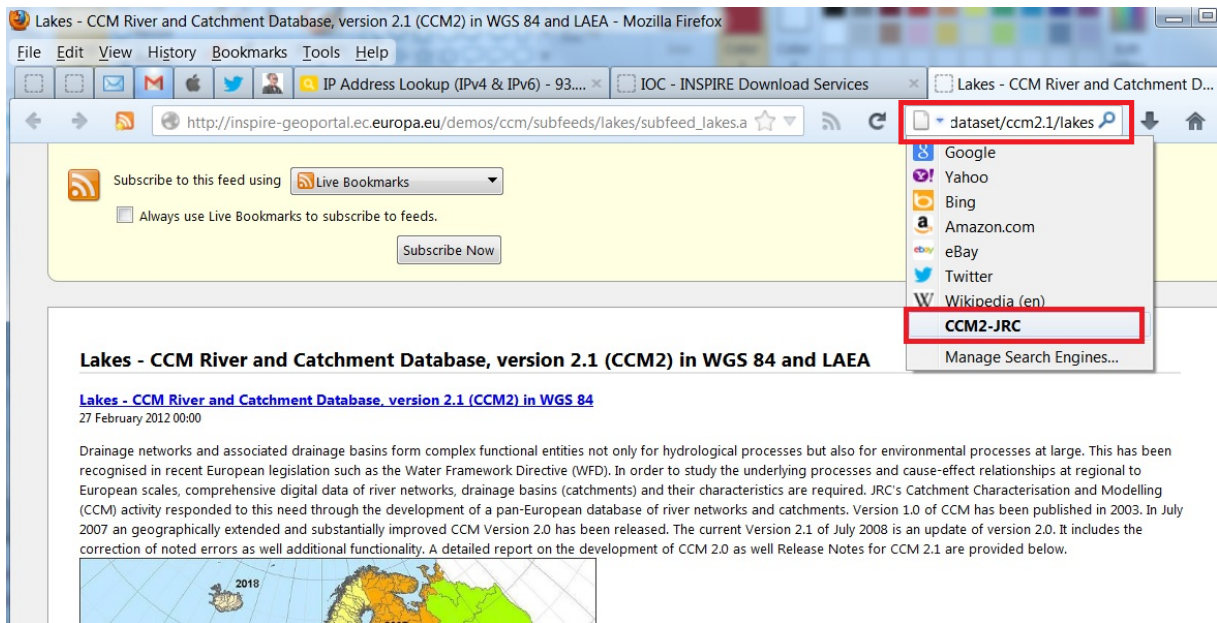 Lakes - CCM River and Catchment Database, version 2.1 (CCM2) in WGS 84 and LAEA - Mozilla Firefox
File Edit View History Bookmarks Tools Help
IP Address Lookup (IPv4 & IPv6) - 93.... × IOC - INSPIRE Download Services × Lakes - CCM River and Catchment D...
http://inspire-geoportal.ec.europa.eu/demos/ccm/subfeeds/lakes/subfeed_lakes.a dataset/ccm2.1/lakes
Google
Yahoo
Bing
Amazon.com
eBay
Twitter
Wikipedia (en)
CCM2-JRC
Manage Search Engines...
Subscribe to this feed using Live Bookmarks
Always use Live Bookmarks to subscribe to feeds.
Subscribe Now
Lakes - CCM River and Catchment Database, version 2.1 (CCM2) in WGS 84 and LAEA
Lakes - CCM River and Catchment Database, version 2.1 (CCM2) in WGS 84
27 February 2012 00:00
Drainage networks and associated drainage basins form complex functional entities not only for hydrological processes but also for environmental processes at large. This has been
recognised in recent European legislation such as the Water Framework Directive (WFD). In order to study the underlying processes and cause-effect relationships at regional to
European scales, comprehensive digital data of river networks, drainage basins (catchments) and their characteristics are required. JRC's Catchment Characterisation and Modelling
(CCM) activity responded to this need through the development of a pan-European database of river networks and catchments. Version 1.0 of CCM has been published in 2003. In July
2007 an geographically extended and substantially improved CCM Version 2.0 has been released. The current Version 2.1 of July 2008 is an update of version 2.0. It includes the
correction of noted errors as well additional functionality. A detailed report on the development of CCM 2.0 as well Release Notes for CCM 2.1 are provided below.
2018